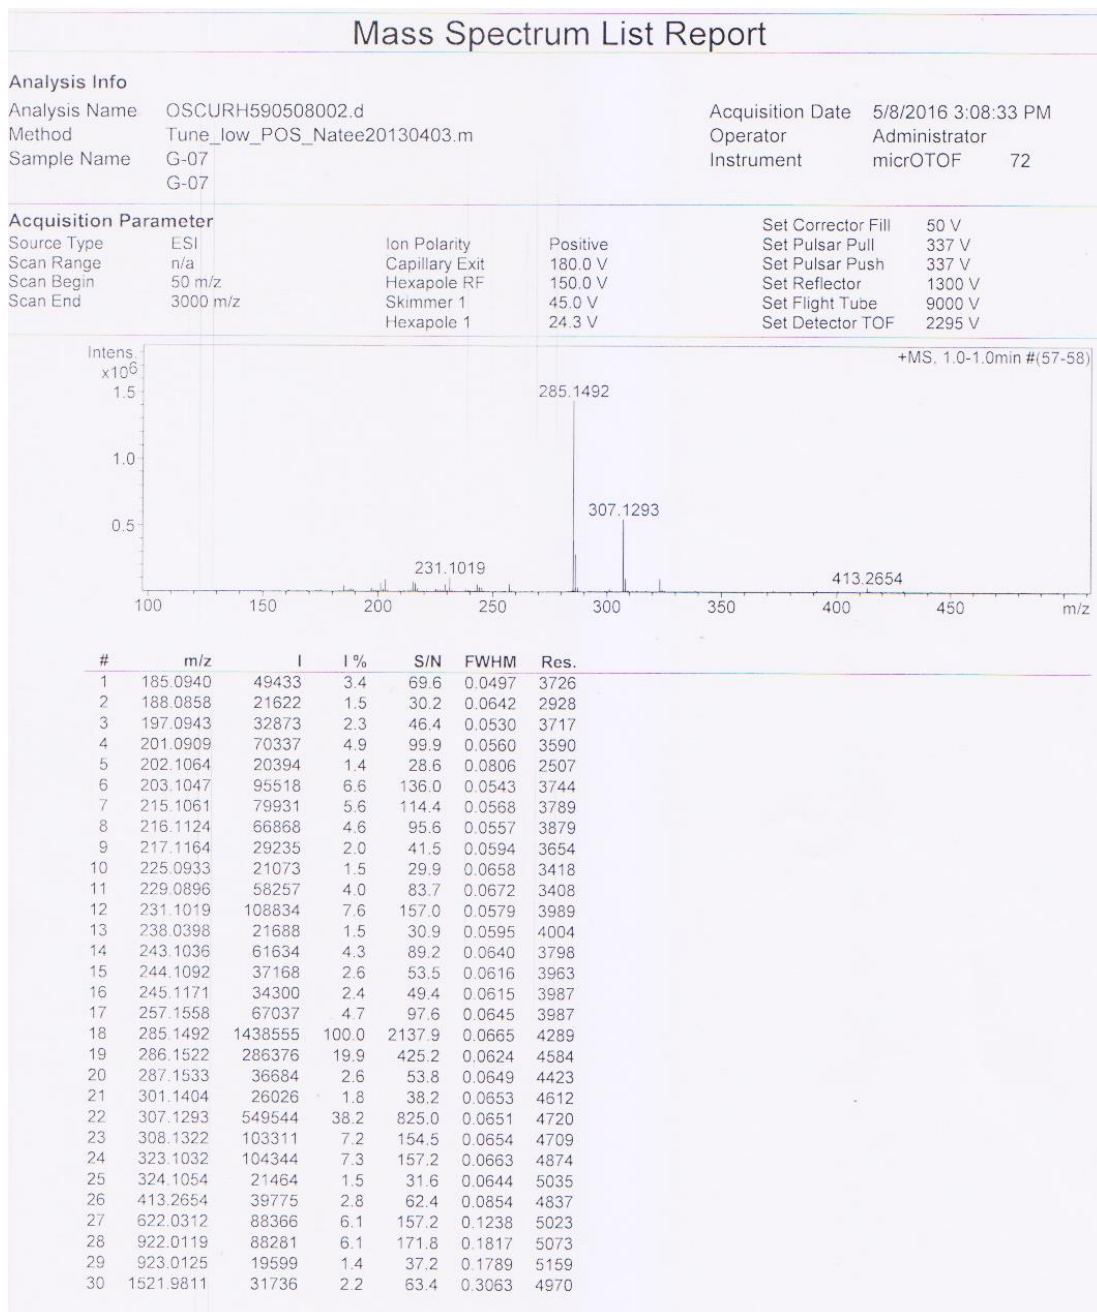 Mass Spectrum List Report
Analysis Info
Analysis Name OSCURH590508002.d Acquisition Date 5/8/2016 3:08:33 PM
Method Tune_low_POS_Natee20130403.m Operator Administrator
Sample Name G-07 Instrument micrOTOF 72
G-07
Acquisition Parameter Set Corrector Fill 50 V
Source Type ESI Ion Polarity Positive Set Pulsar Pull 337 V
Scan Range n/a Capillary Exit 180.0 V Set Pulsar Push 337 V
Scan Begin 50 m/z Hexapole RF 150.0 V Set Reflector 1300 V
Scan End 3000 m/z Skimmer 1 45.0 V Set Flight Tube 9000 V
Hexapole 1 24.3 V Set Detector TOF 2295 V
Intens. +MS, 1.0-1.0min #(57-58)
x10⁶
1.5 285.1492
1.0
307.1293
0.5
231.1019 413.2654
100 150 200 250 300 350 400 450 m/z
# m/z I I % S/N FWHM Res.
1 185.0940 49433 3.4 69.6 0.0497 3726
2 188.0858 21622 1.5 30.2 0.0642 2928
3 197.0943 32873 2.3 46.4 0.0530 3717
4 201.0909 70337 4.9 99.9 0.0560 3590
5 202.1064 20394 1.4 28.6 0.0806 2507
6 203.1047 95518 6.6 136.0 0.0543 3744
7 215.1061 79931 5.6 114.4 0.0568 3789
8 216.1124 66868 4.6 95.6 0.0557 3879
9 217.1164 29235 2.0 41.5 0.0594 3654
10 225.0933 21073 1.5 29.9 0.0658 3418
11 229.0896 58257 4.0 83.7 0.0672 3408
12 231.1019 108834 7.6 157.0 0.0579 3989
13 238.0398 21688 1.5 30.9 0.0595 4004
14 243.1036 61634 4.3 89.2 0.0640 3798
15 244.1092 37168 2.6 53.5 0.0616 3963
16 245.1171 34300 2.4 49.4 0.0615 3987
17 257.1558 67037 4.7 97.6 0.0645 3987
18 285.1492 1438555 100.0 2137.9 0.0665 4289
19 286.1522 286376 19.9 425.2 0.0624 4584
20 287.1533 36684 2.6 53.8 0.0649 4423
21 301.1404 26026 1.8 38.2 0.0653 4612
22 307.1293 549544 38.2 825.0 0.0651 4720
23 308.1322 103311 7.2 154.5 0.0654 4709
24 323.1032 104344 7.3 157.2 0.0663 4874
25 324.1054 21464 1.5 31.6 0.0644 5035
26 413.2654 39775 2.8 62.4 0.0854 4837
27 622.0312 88366 6.1 157.2 0.1238 5023
28 922.0119 88281 6.1 171.8 0.1817 5073
29 923.0125 19599 1.4 37.2 0.1789 5159
30 1521.9811 31736 2.2 63.4 0.3063 4970